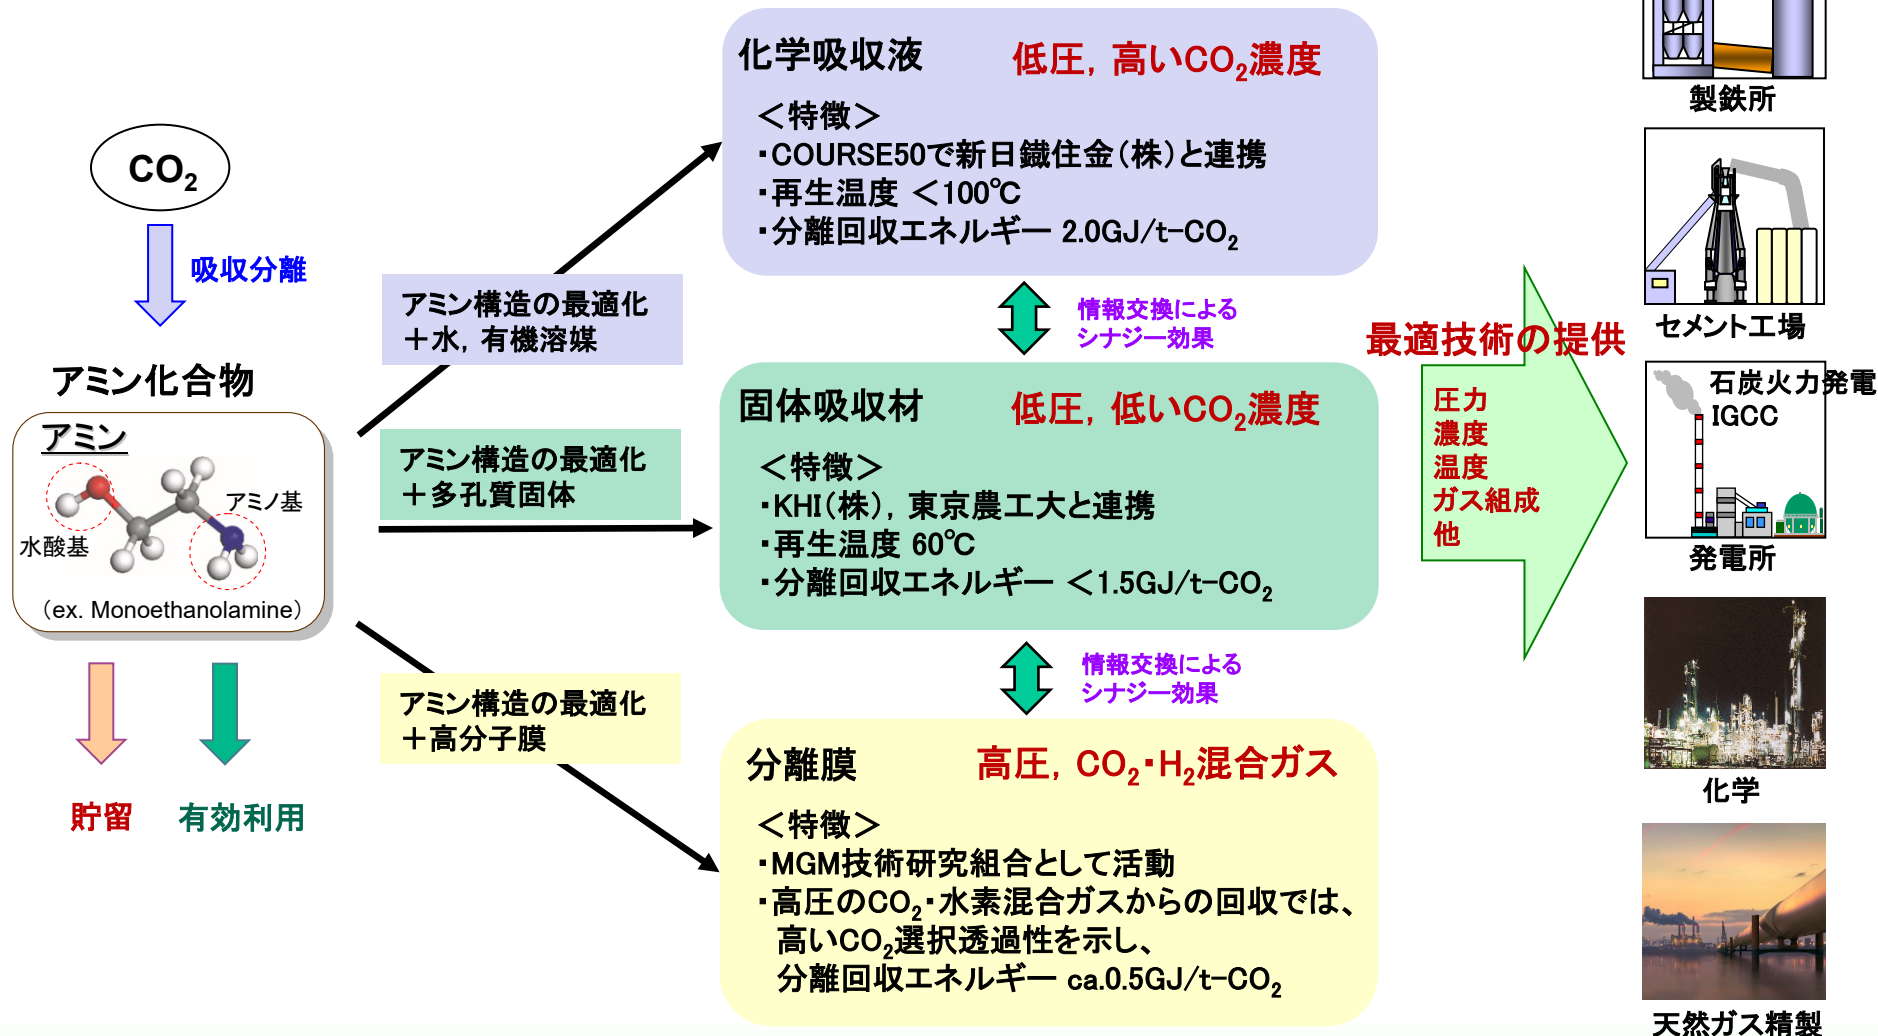 CO₂
吸収分離
アミン化合物
アミン
アミノ基
水酸基
（ex. Monoethanolamine）
貯留
有効利用
アミン構造の最適化
＋水，有機溶媒
アミン構造の最適化
＋多孔質固体
アミン構造の最適化
＋高分子膜
化学吸収液 低圧，高いCO₂濃度
＜特徴＞
・COURSE50で新日鐵住金（株）と連携
・再生温度 ＜100℃
・分離回収エネルギー 2.0GJ/t-CO₂
情報交換による
シナジー効果
固体吸収材 低圧，低いCO₂濃度
＜特徴＞
・KHI（株），東京農工大と連携
・再生温度 60℃
・分離回収エネルギー ＜1.5GJ/t-CO₂
情報交換による
シナジー効果
分離膜 高圧，CO₂・H₂混合ガス
＜特徴＞
・MGM技術研究組合として活動
・高圧のCO₂・水素混合ガスからの回収では、
高いCO₂選択透過性を示し、
分離回収エネルギー ca.0.5GJ/t-CO₂
最適技術の提供
圧力
濃度
温度
ガス組成
他
製鉄所
セメント工場
石炭火力発電
IGCC
発電所
化学
天然ガス精製